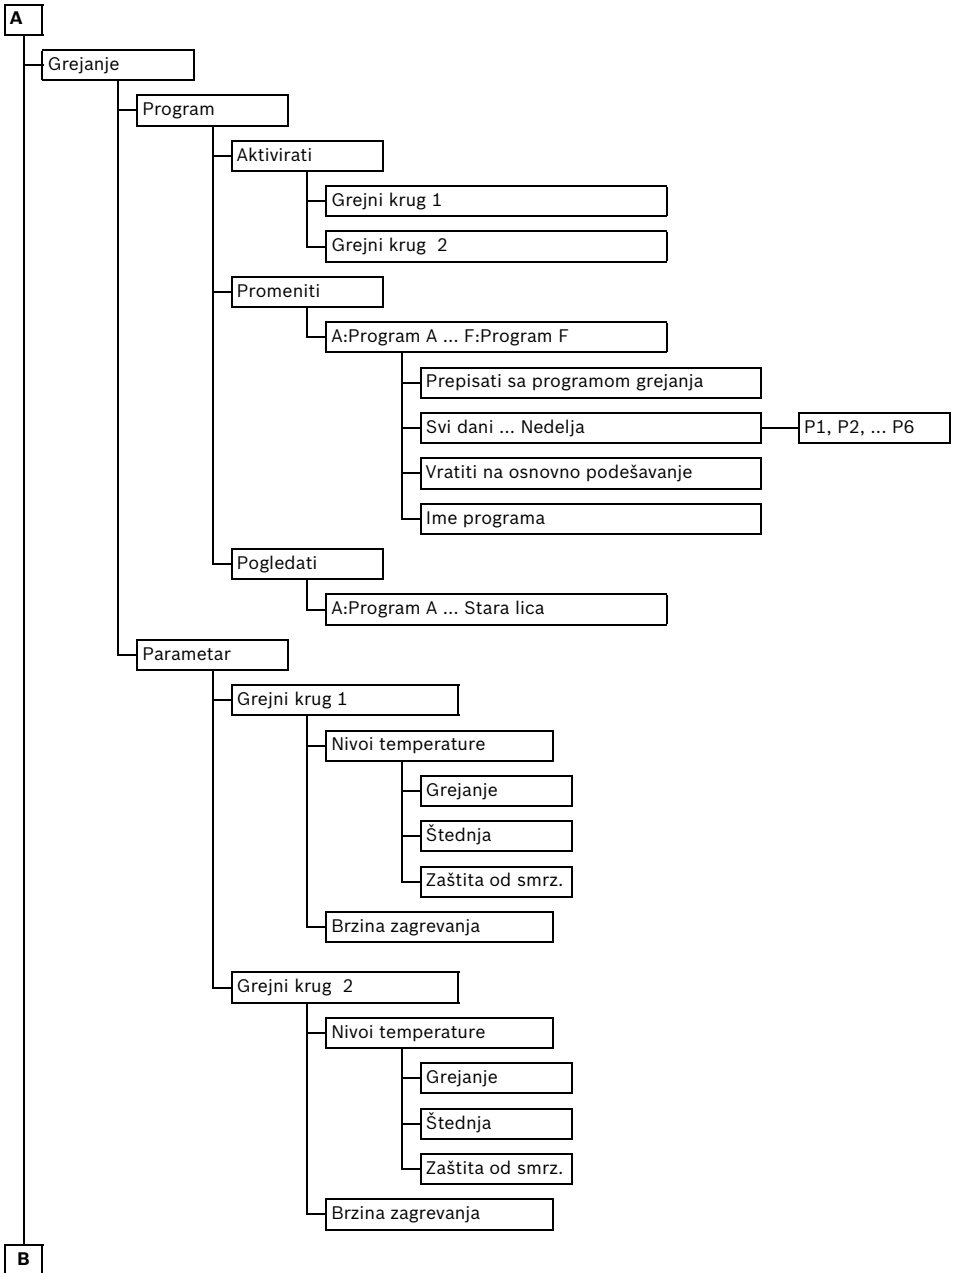 A
Grejanje
Program
Aktivirati
Grejni krug 1
Grejni krug  2
Promeniti
A:Program A ... F:Program F
Prepisati sa programom grejanja
Svi dani ... Nedelja
P1, P2, ... P6
Vratiti na osnovno podešavanje
Ime programa
Pogledati
A:Program A ... Stara lica
Parametar
Grejni krug 1
Nivoi temperature
Grejanje
Štednja
Zaštita od smrz.
Brzina zagrevanja
Grejni krug  2
Nivoi temperature
Grejanje
Štednja
Zaštita od smrz.
Brzina zagrevanja
B